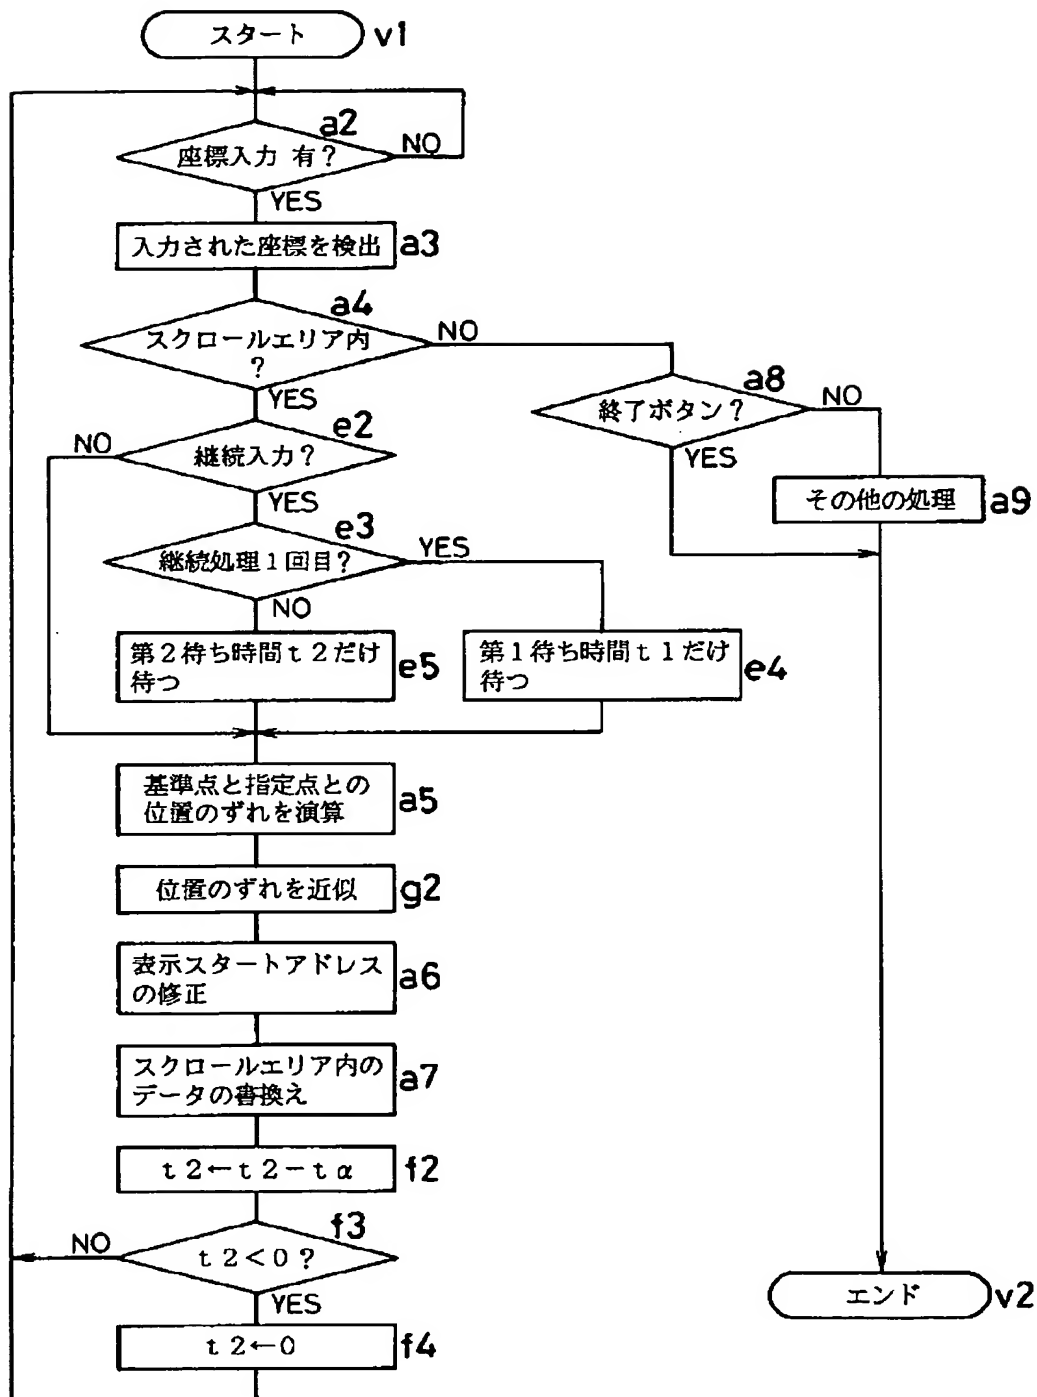 スタート v1
a2
座標入力 有? NO
YES
入力された座標を検出 a3
a4
スクロールエリア内
?
NO
YES
a8
終了ボタン? NO
YES
その他の処理 a9
e2
NO 継続入力?
YES
e3
継続処理1回目? YES
NO
第2待ち時間t2だけ
待つ
e5
第1待ち時間t1だけ
待つ
e4
基準点と指定点との
位置のずれを演算
a5
位置のずれを近似 g2
表示スタートアドレス
の修正
a6
スクロールエリア内の
データの書換え
a7
t2←t2-tα f2
f3
NO t2<0?
YES
t2←0 f4
エンド v2